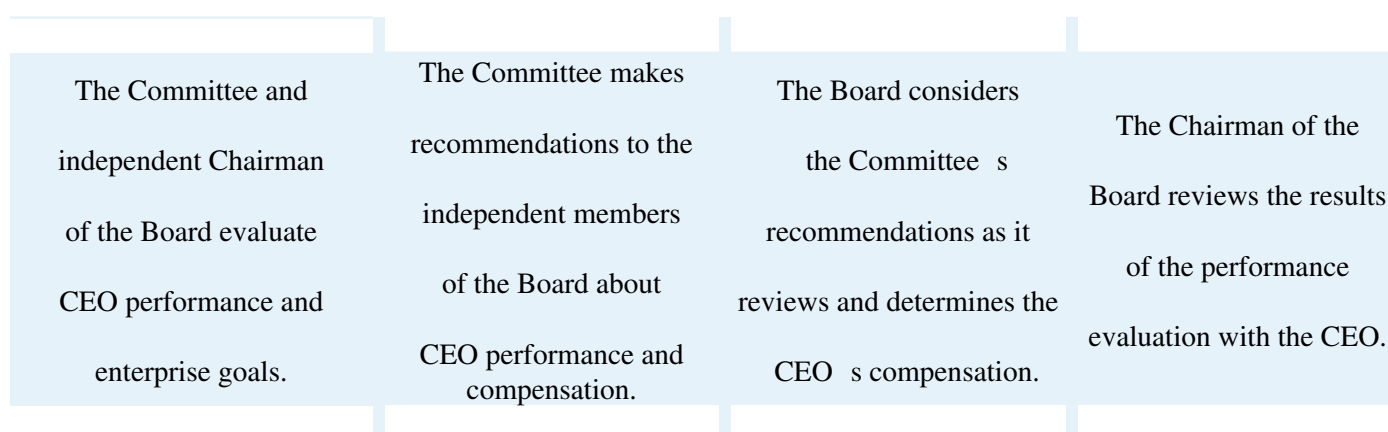 The Committee and
independent Chairman
of the Board evaluate
CEO performance and
enterprise goals.
The Committee makes
recommendations to the
independent members
of the Board about
CEO performance and
compensation.
The Board considers
the Committee s
recommendations as it
reviews and determines the
CEO s compensation.
The Chairman of the
Board reviews the results
of the performance
evaluation with the CEO.